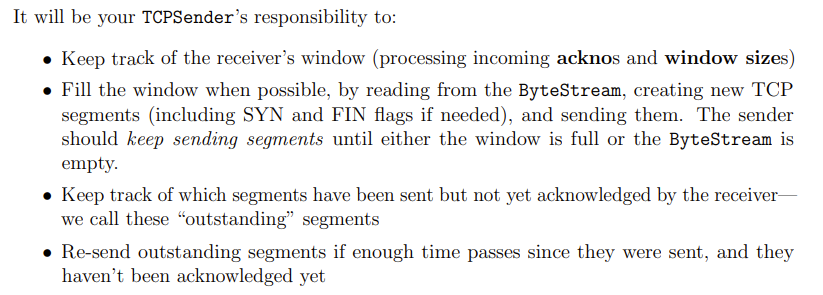 It will be your TCPSender's responsibility to:
• Keep track of the receiver's window (processing incoming acknos and window sizes)
• Fill the window when possible, by reading from the ByteStream, creating new TCP
segments (including SYN and FIN flags if needed), and sending them. The sender
should keep sending segments until either the window is full or the ByteStream is
empty.
• Keep track of which segments have been sent but not yet acknowledged by the receiver—
we call these “outstanding” segments
• Re-send outstanding segments if enough time passes since they were sent, and they
haven't been acknowledged yet